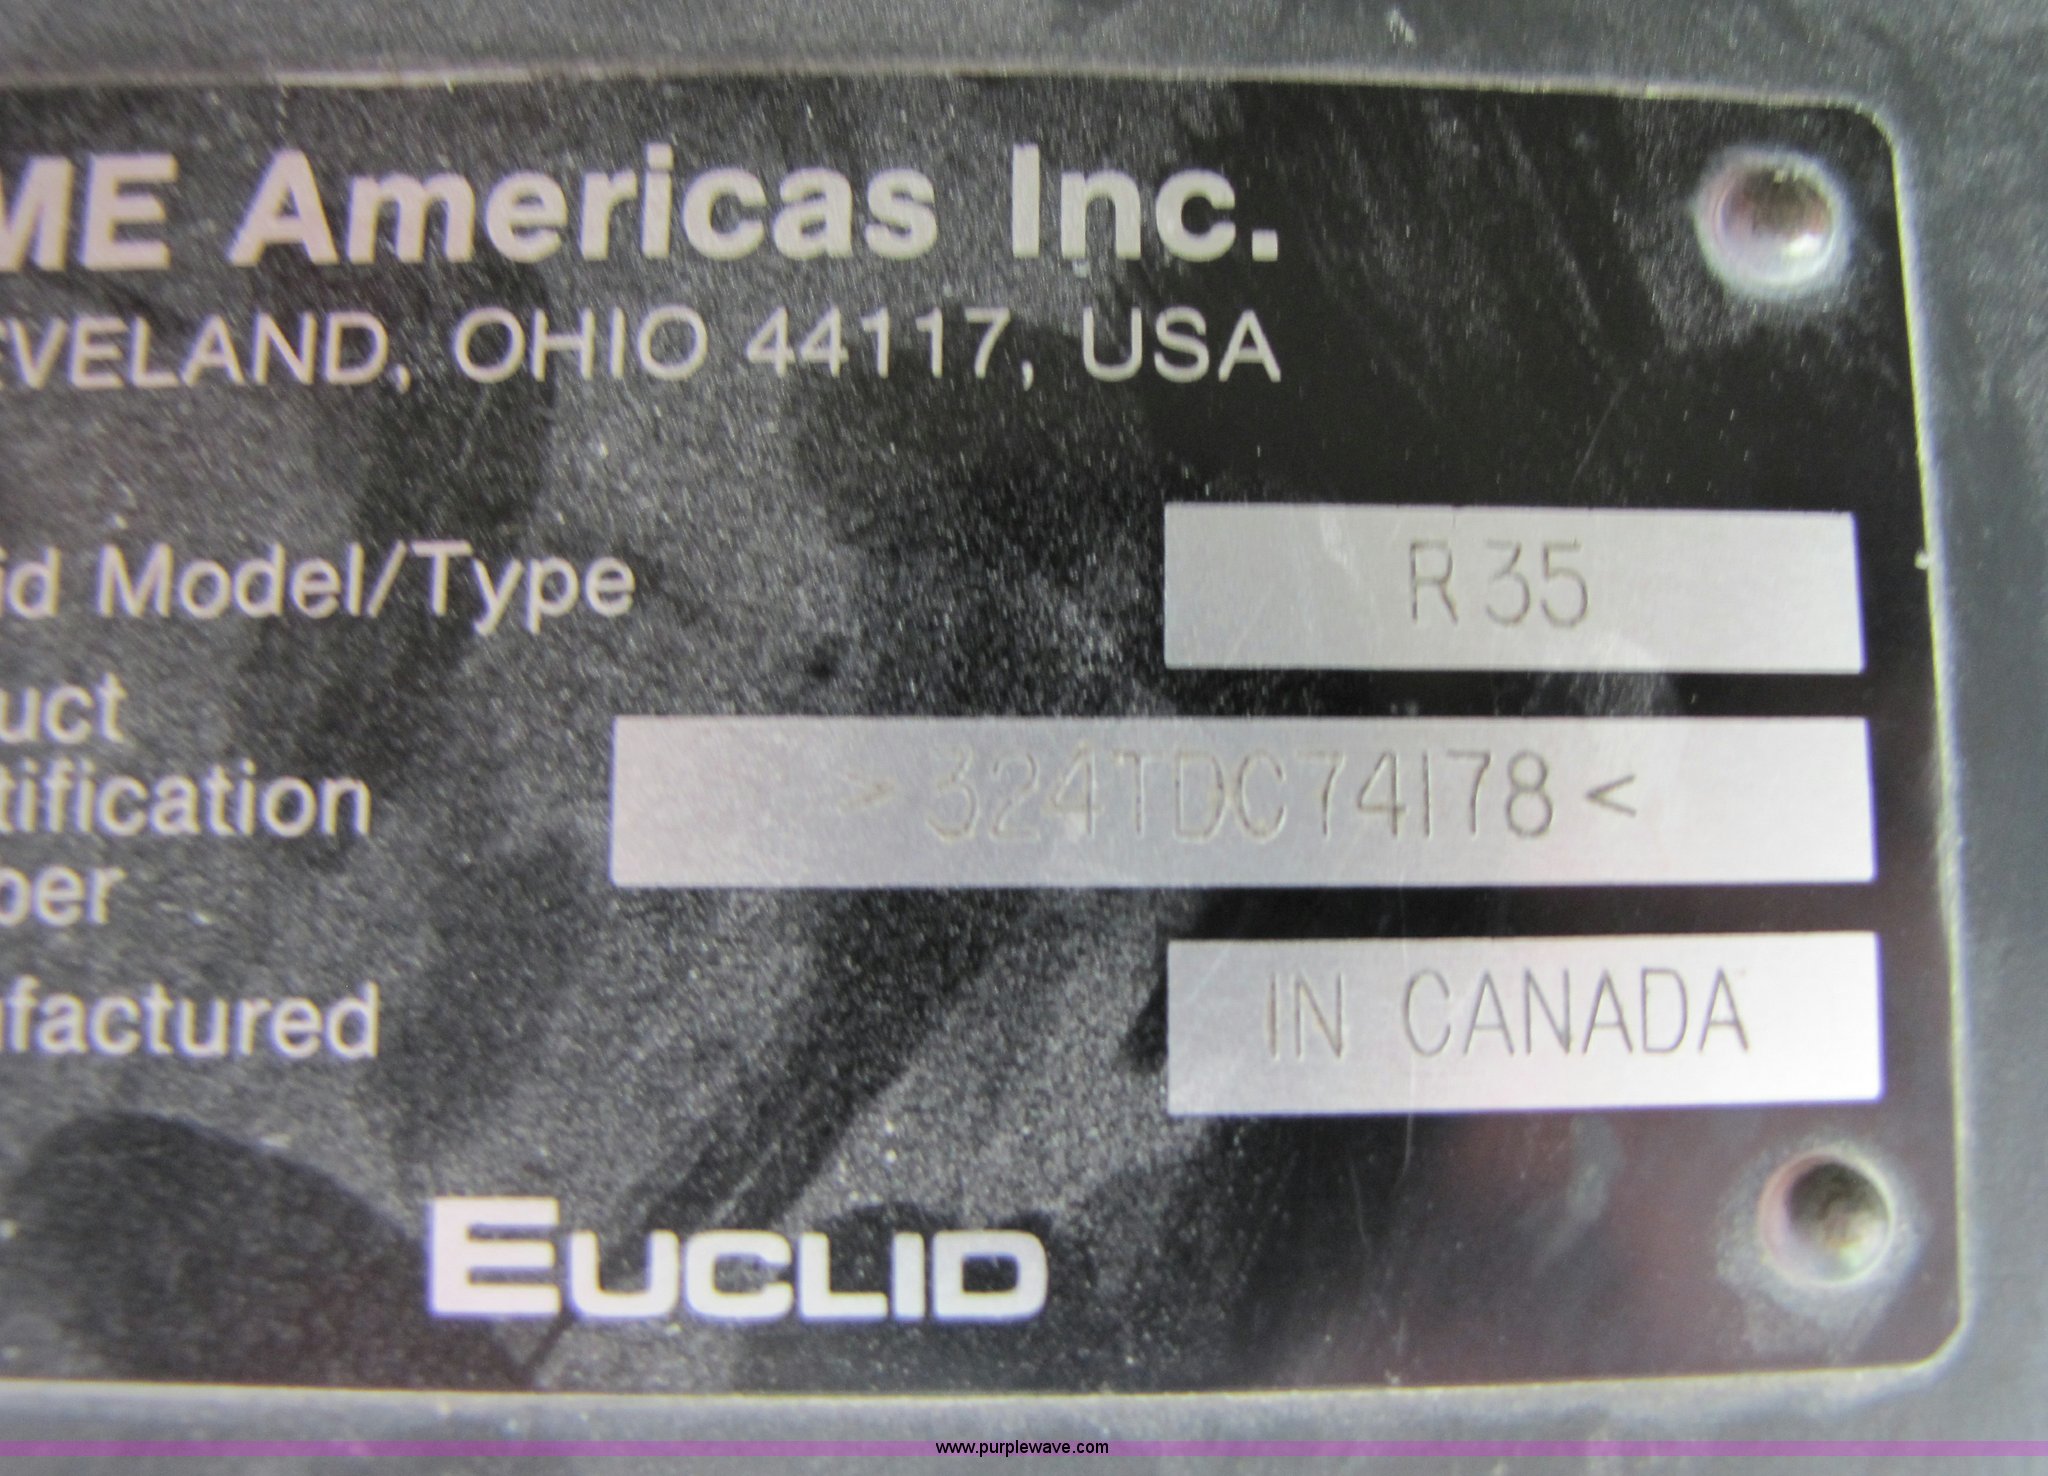 ME Americas Inc.
EVELAND, OHIO 44117, USA
id Model/Type R35
uct
tification >324TDC74178<
ber
ufactured IN CANADA
EUCLID
www.purplewave.com